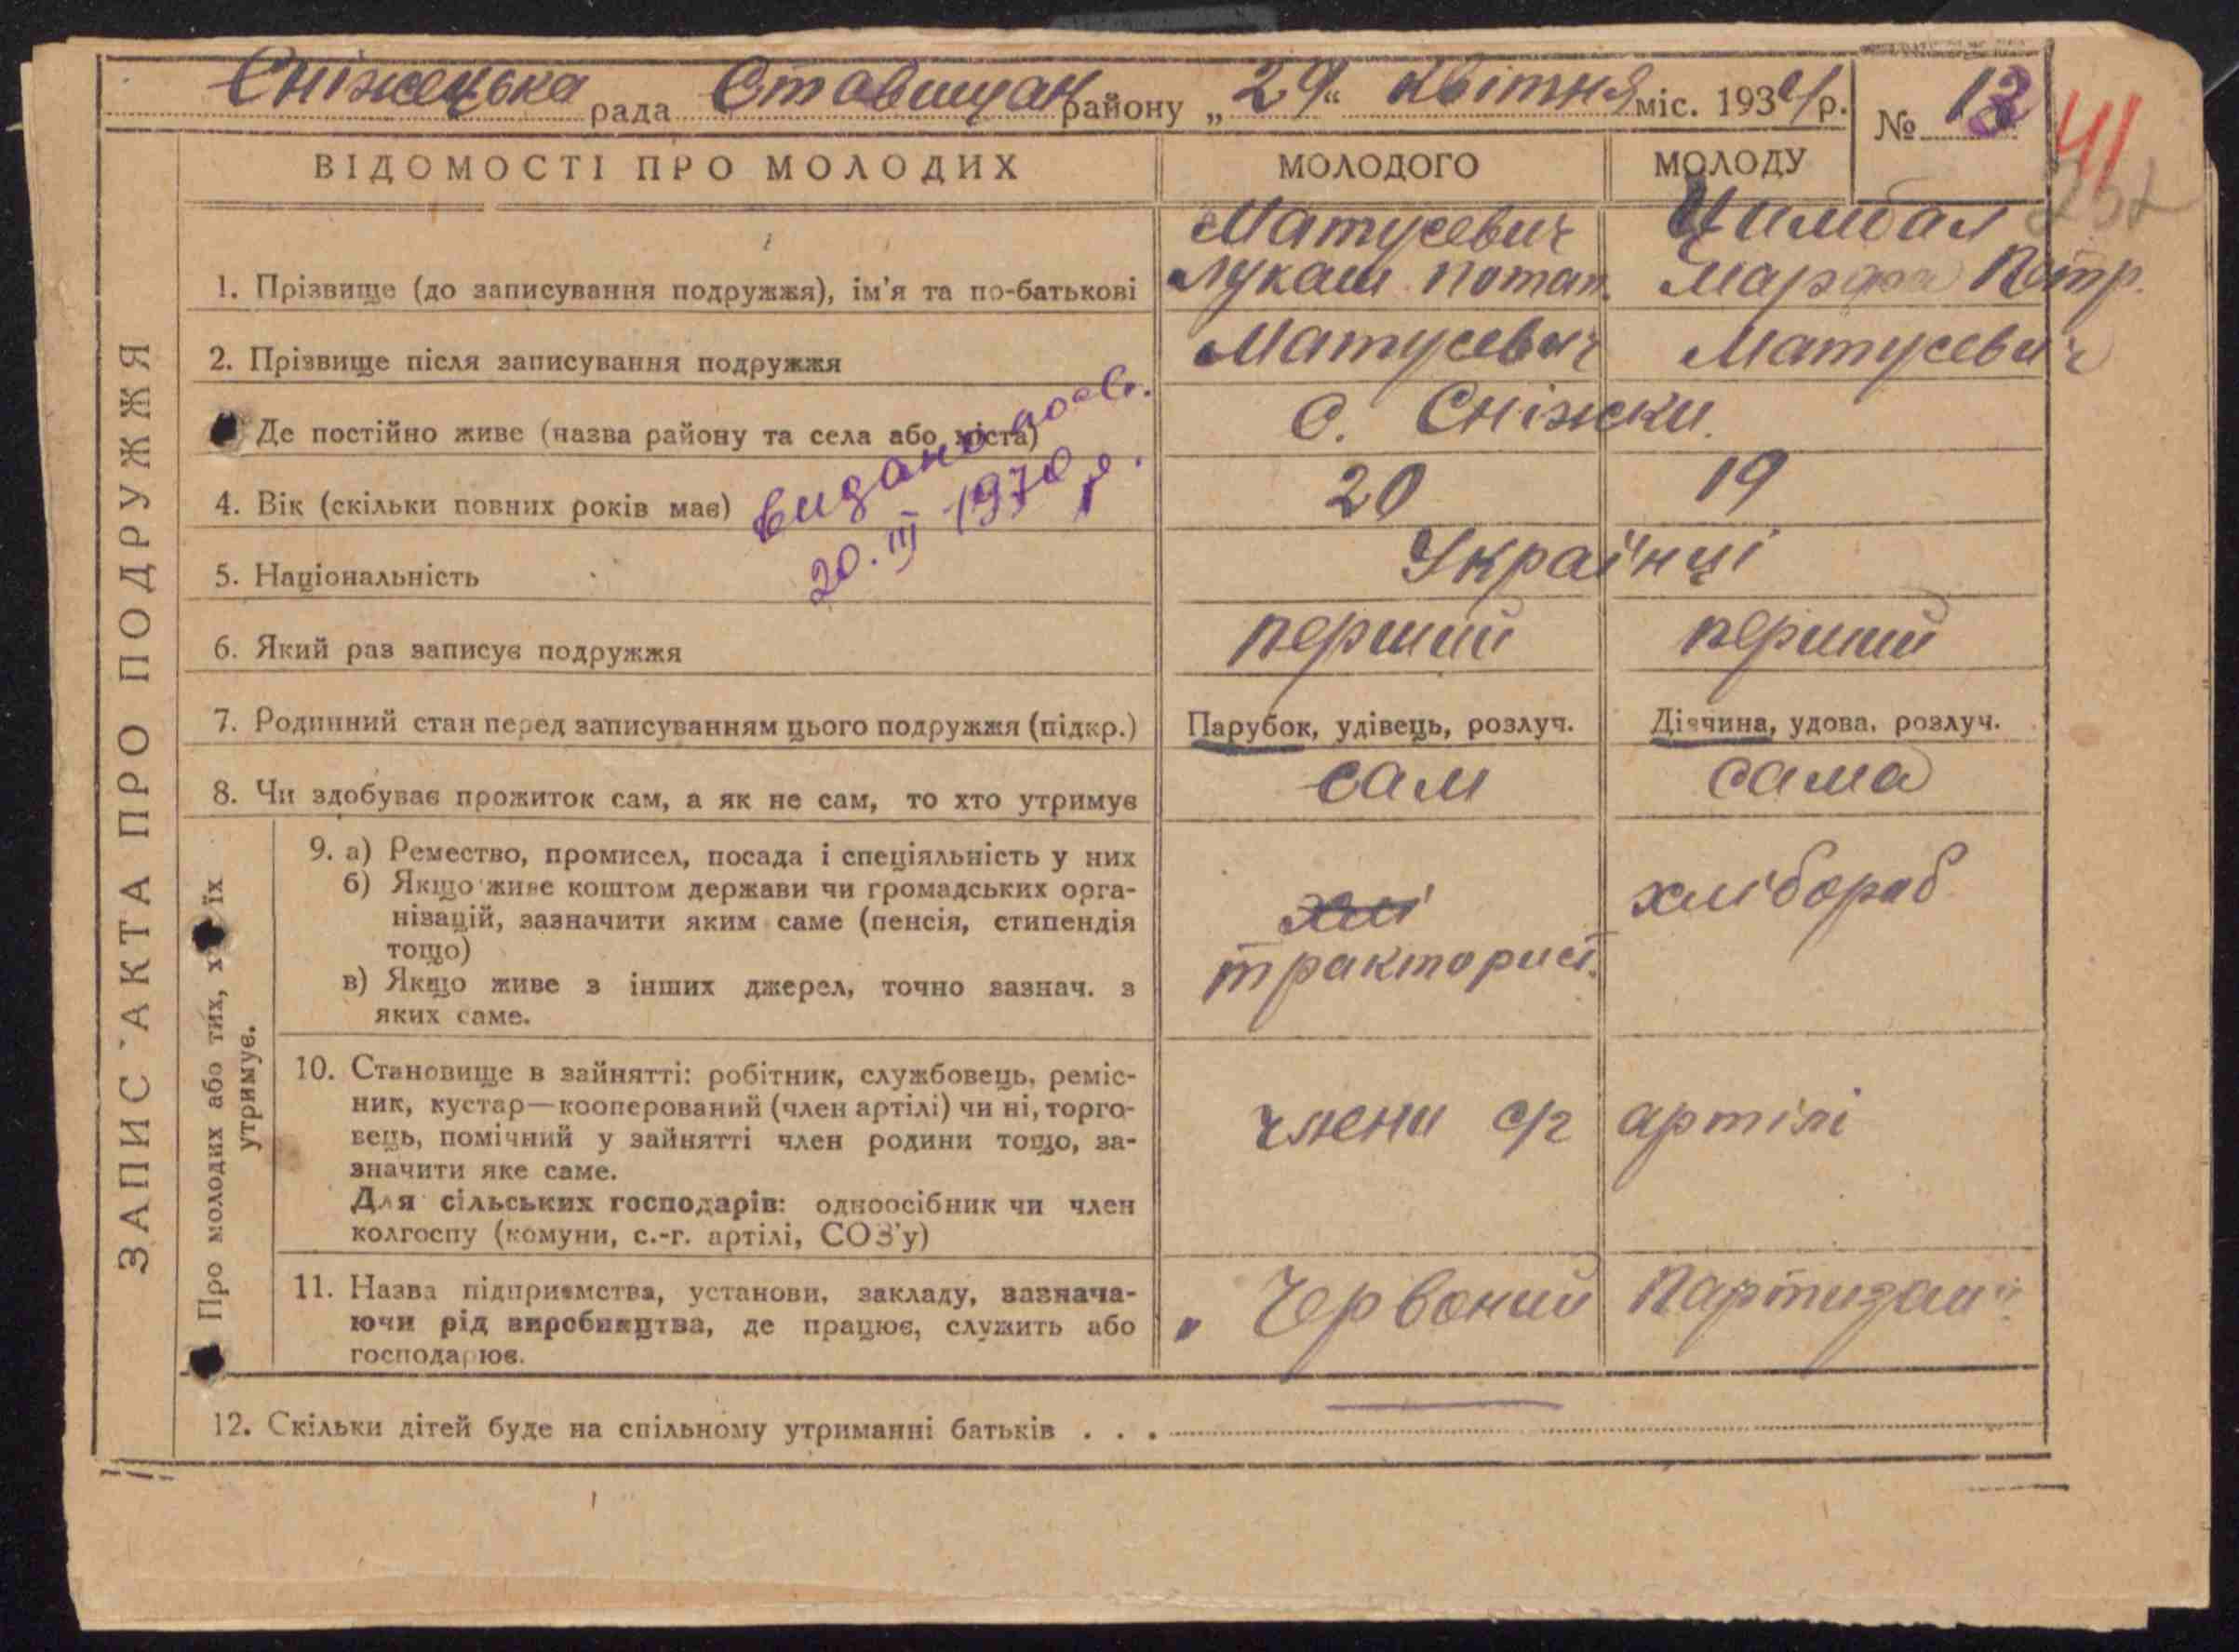 Сніжецька рада Ставищан району „29“ Квітня міс. 1934 р. № 13
41
ЗАПИС АКТА ПРО ПОДРУЖЖЯ
ВІДОМОСТІ ПРО МОЛОДИХ МОЛОДОГО МОЛОДУ
Матусевич Цимбал
1. Прізвище (до записування подружжя), ім'я та по-батькові Лукаш Потап. Петр.
2. Прізвище після записування подружжя Матусевич Матусевич
Де постійно живе (назва району та села або міста) с. Сніжки.
4. Вік (скільки повних років має) 20 19
видано
20.III 1970 р.
5. Національність Українці
6. Який раз записує подружжя перший перший
7. Родинний стан перед записуванням цього подружжя (підкр.) Парубок, удівець, розлуч. Дівчина, удова, розлуч.
8. Чи здобуває прожиток сам, а як не сам, то хто утримує сам сама
Про молодих або тих, хто їх
утримує.
9. а) Ремество, промисел, посада і спеціяльність у них
б) Якщо живе коштом держави чи громадських орга-
нізацій, зазначити яким саме (пенсія, стипендія
тощо)
в) Якщо живе з інших джерел, точно зазнач. з
яких саме.
хлі
тракторист. хлібораб
10. Становище в зайнятті: робітник, службовець, реміс-
ник, кустар—кооперований (член артілі) чи ні, торго-
вець, помічний у зайнятті член родини тощо, за-
значити яке саме.
Для сільських господарів: одноосібник чи член
колгоспу (комуни, с.-г. артілі, СОЗ'у)
члени с/г артілі
11. Назва підприємства, установи, закладу, зазнача-
ючи рід виробництва, де працює, служить або
господарює.
„Червоний Партизан“
12. Скільки дітей буде на спільному утриманні батьків . . .